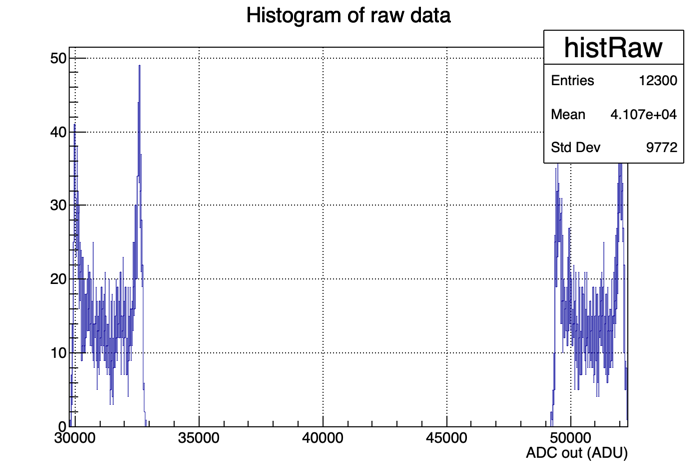 Histogram of raw data
histRaw
Entries 12300
Mean 4.107e+04
Std Dev 9772
50
40
30
20
10
0
30000 35000 40000 45000 50000
ADC out (ADU)